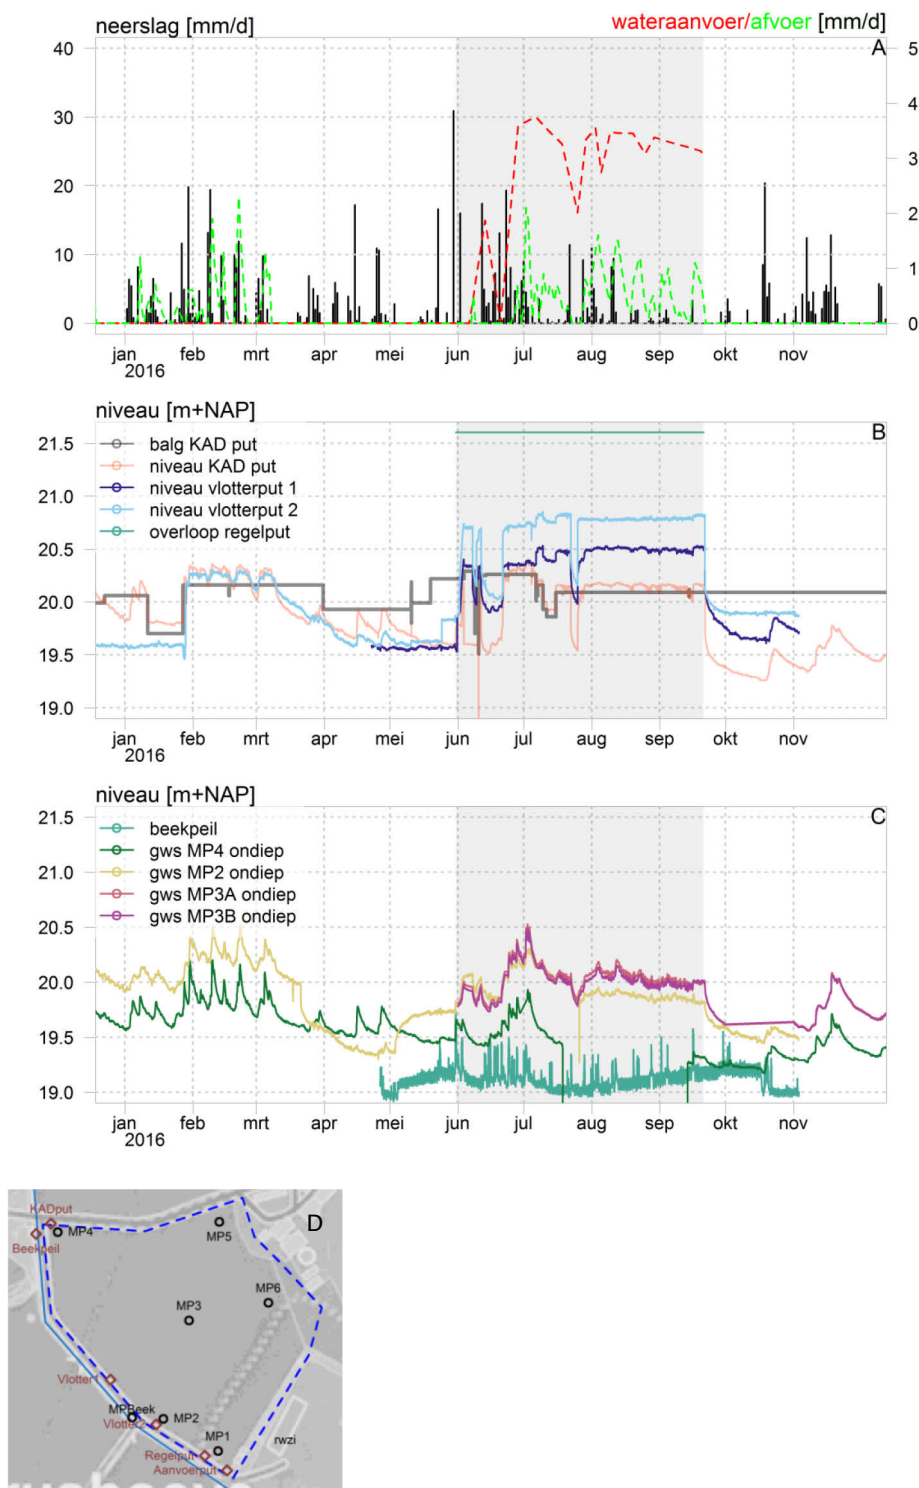 neerslag [mm/d] wateraanvoer/afvoer [mm/d]
A
40 5
30 4
20 3
10 2
0 1
0
jan feb mrt apr mei jun jul aug sep okt nov
2016
niveau [m+NAP]
B
21.5
21.0
20.5
20.0
19.5
19.0
balg KAD put
niveau KAD put
niveau vlotterput 1
niveau vlotterput 2
overloop regelput
jan feb mrt apr mei jun jul aug sep okt nov
2016
niveau [m+NAP]
C
21.5
21.0
20.5
20.0
19.5
19.0
beekpeil
gws MP4 ondiep
gws MP2 ondiep
gws MP3A ondiep
gws MP3B ondiep
jan feb mrt apr mei jun jul aug sep okt nov
2016
D
KADput
MP4
Beekpeil
MP5
MP6
MP3
Vlotter1
MPBeek
MP2
Vlotter2
MP1
Regelput
rwzi
Aanvoerput